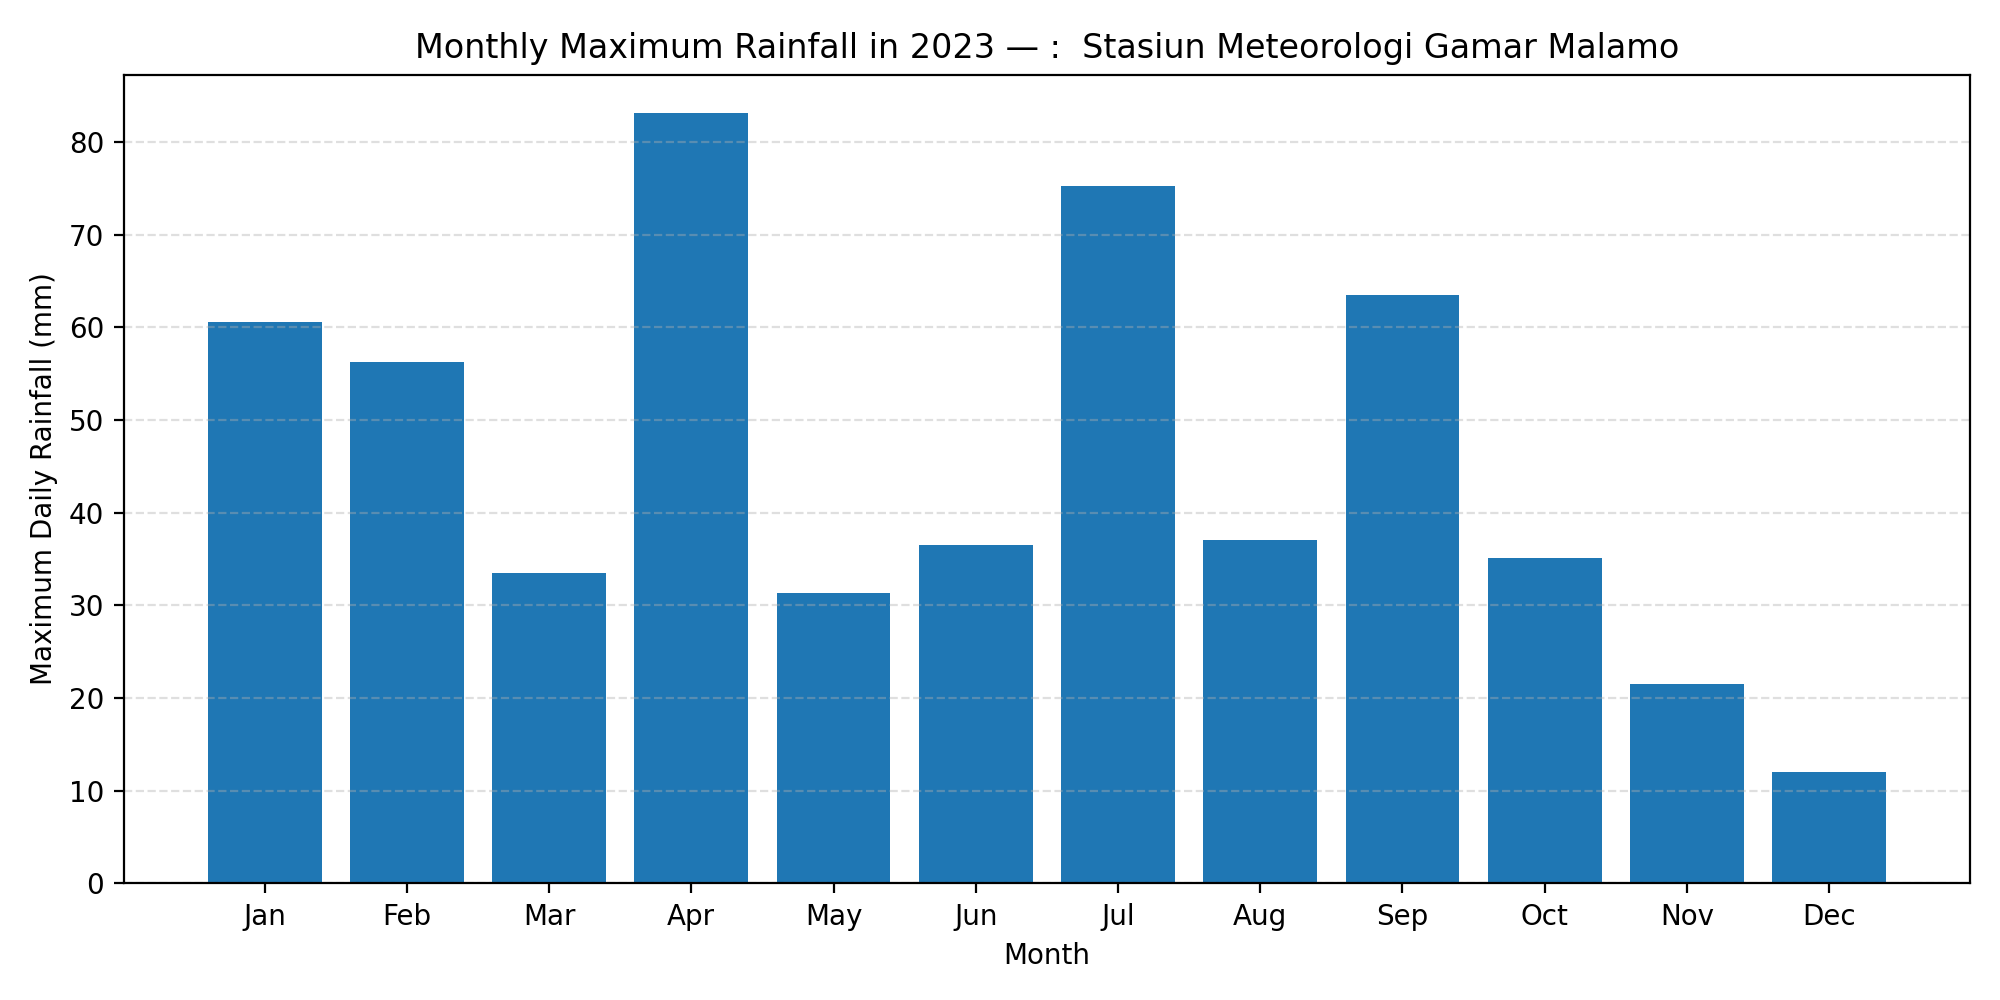 Monthly Maximum Rainfall in 2023 — :  Stasiun Meteorologi Gamar Malamo
Maximum Daily Rainfall (mm)
80
70
60
50
40
30
20
10
0
Jan Feb Mar Apr May Jun Jul Aug Sep Oct Nov Dec
Month